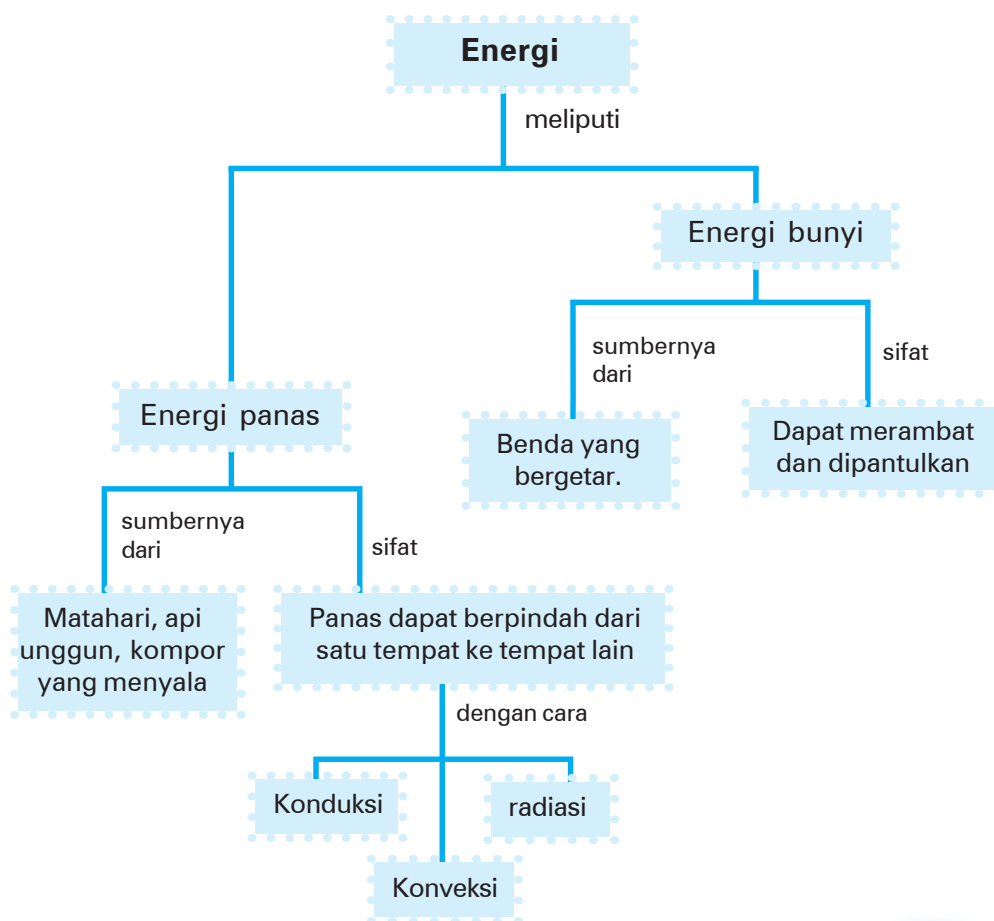 Energi
meliputi
Energi bunyi
sumbernya
dari
sifat
Benda yang
bergetar.
Dapat merambat
dan dipantulkan
Energi panas
sumbernya
dari
sifat
Matahari, api
unggun, kompor
yang menyala
Panas dapat berpindah dari
satu tempat ke tempat lain
dengan cara
Konduksi
radiasi
Konveksi